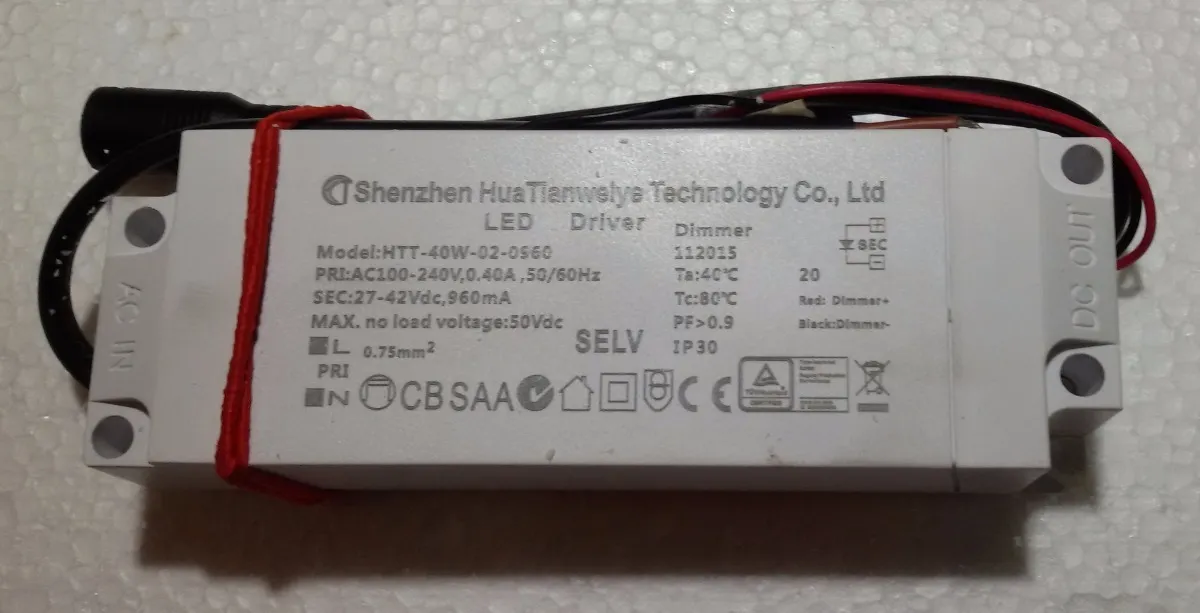 Shenzhen HuaTianweiye Technology Co., Ltd
LED Driver
Dimmer
Model:HTT-40W-02-0960
112015
PRI:AC100-240V,0.40A ,50/60Hz
Ta:40℃
20
SEC:27-42Vdc,960mA
Tc:80℃
Red: Dimmer+
MAX. no load voltage:50Vdc
PF>0.9
Black:Dimmer-
L 0.75mm²
SELV
IP30
PRI
N
CB SAA
CE
SEC
AC IN
DC OUT